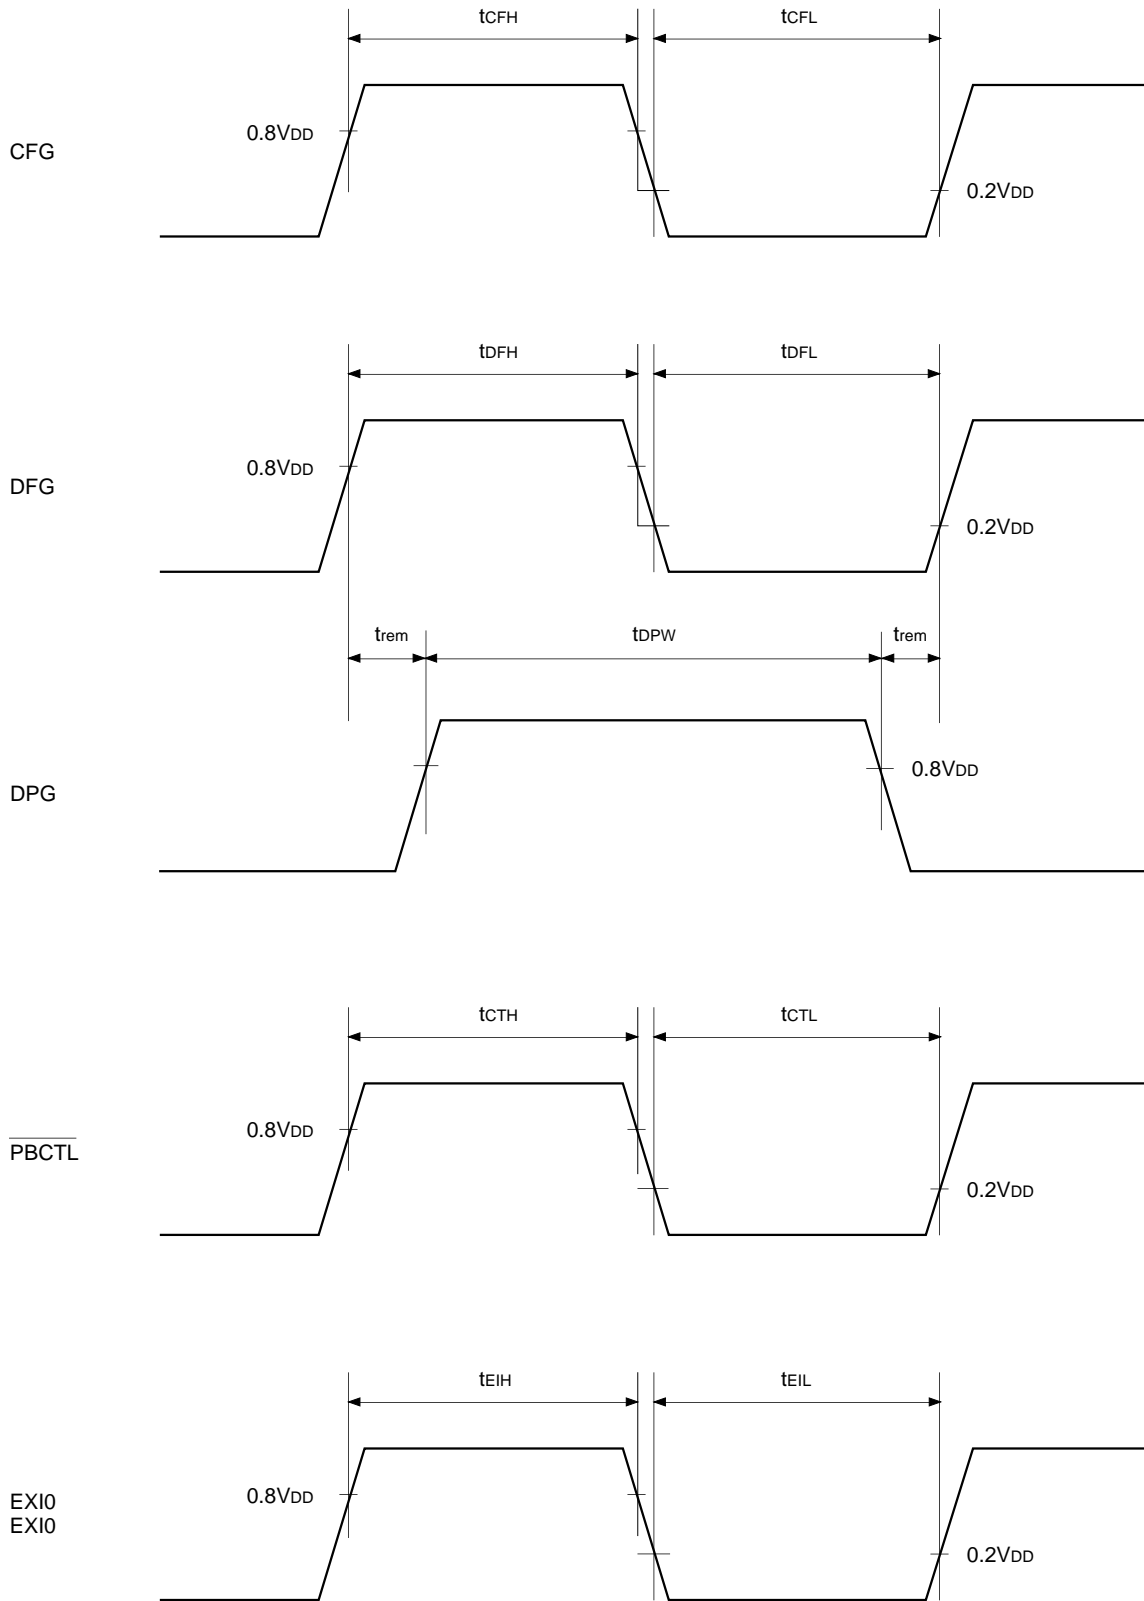 tCFH tCFL
0.8VDD
CFG
0.2VDD
tDFH tDFL
0.8VDD
DFG
0.2VDD
trem tDPW trem
0.8VDD
DPG
tCTH tCTL
0.8VDD
PBCTL
0.2VDD
tEIH tEIL
0.8VDD
EXI0
EXI0
0.2VDD